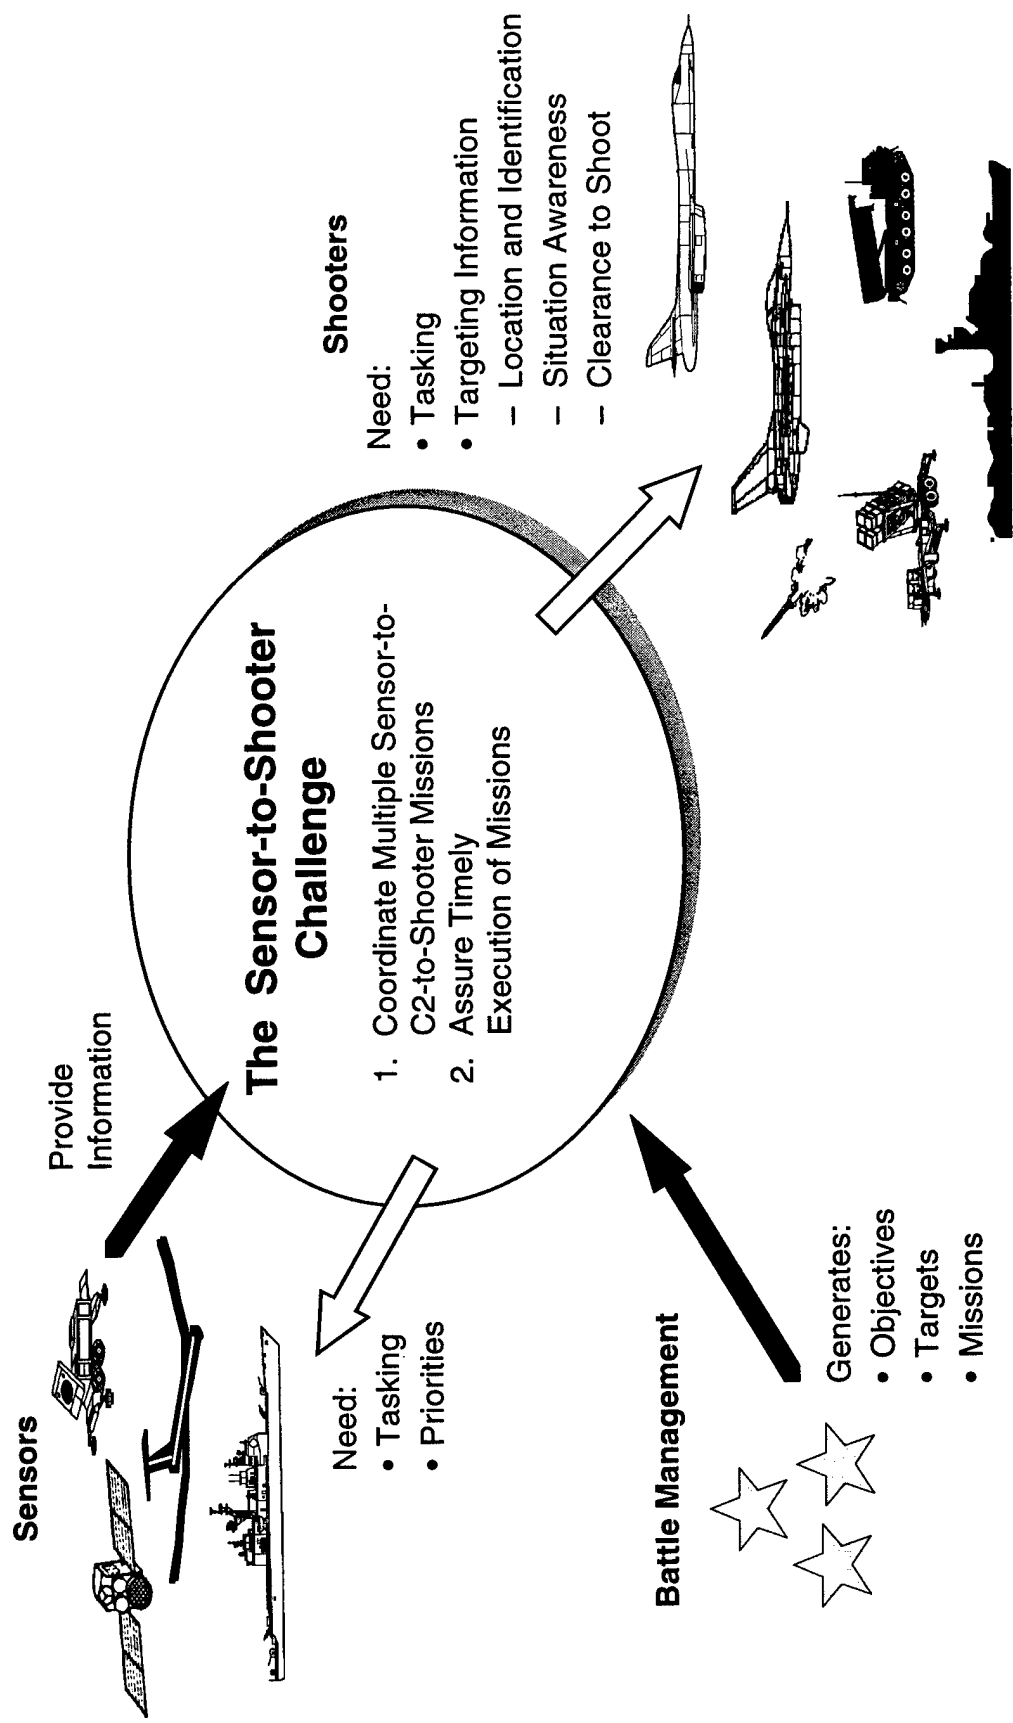 Sensors
Provide
Information
Need:
• Tasking
• Priorities
The Sensor-to-Shooter
Challenge
1. Coordinate Multiple Sensor-to-
C2-to-Shooter Missions
2. Assure Timely
Execution of Missions
Shooters
Need:
• Tasking
• Targeting Information
– Location and Identification
– Situation Awareness
– Clearance to Shoot
Battle Management
Generates:
• Objectives
• Targets
• Missions